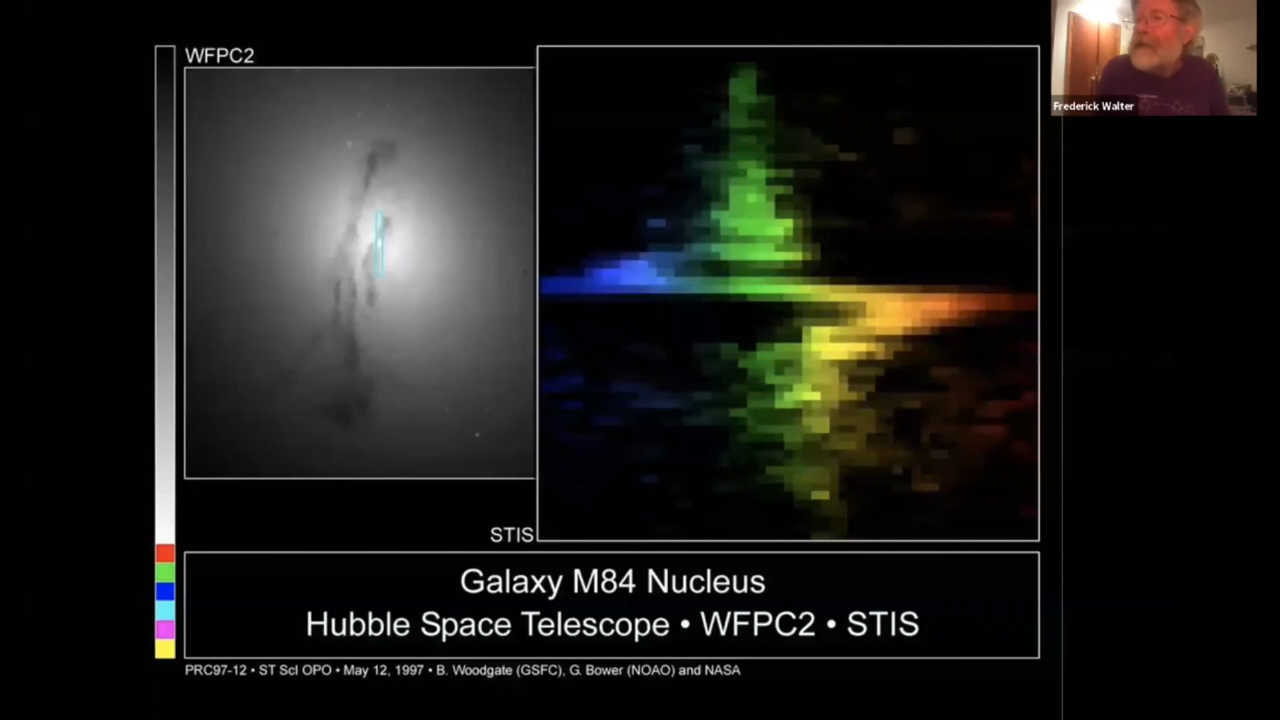 WFPC2
Frederick Walter
STIS
Galaxy M84 Nucleus
Hubble Space Telescope • WFPC2 • STIS
PRC97-12 • ST ScI OPO • May 12, 1997 • B. Woodgate (GSFC), G. Bower (NOAO) and NASA